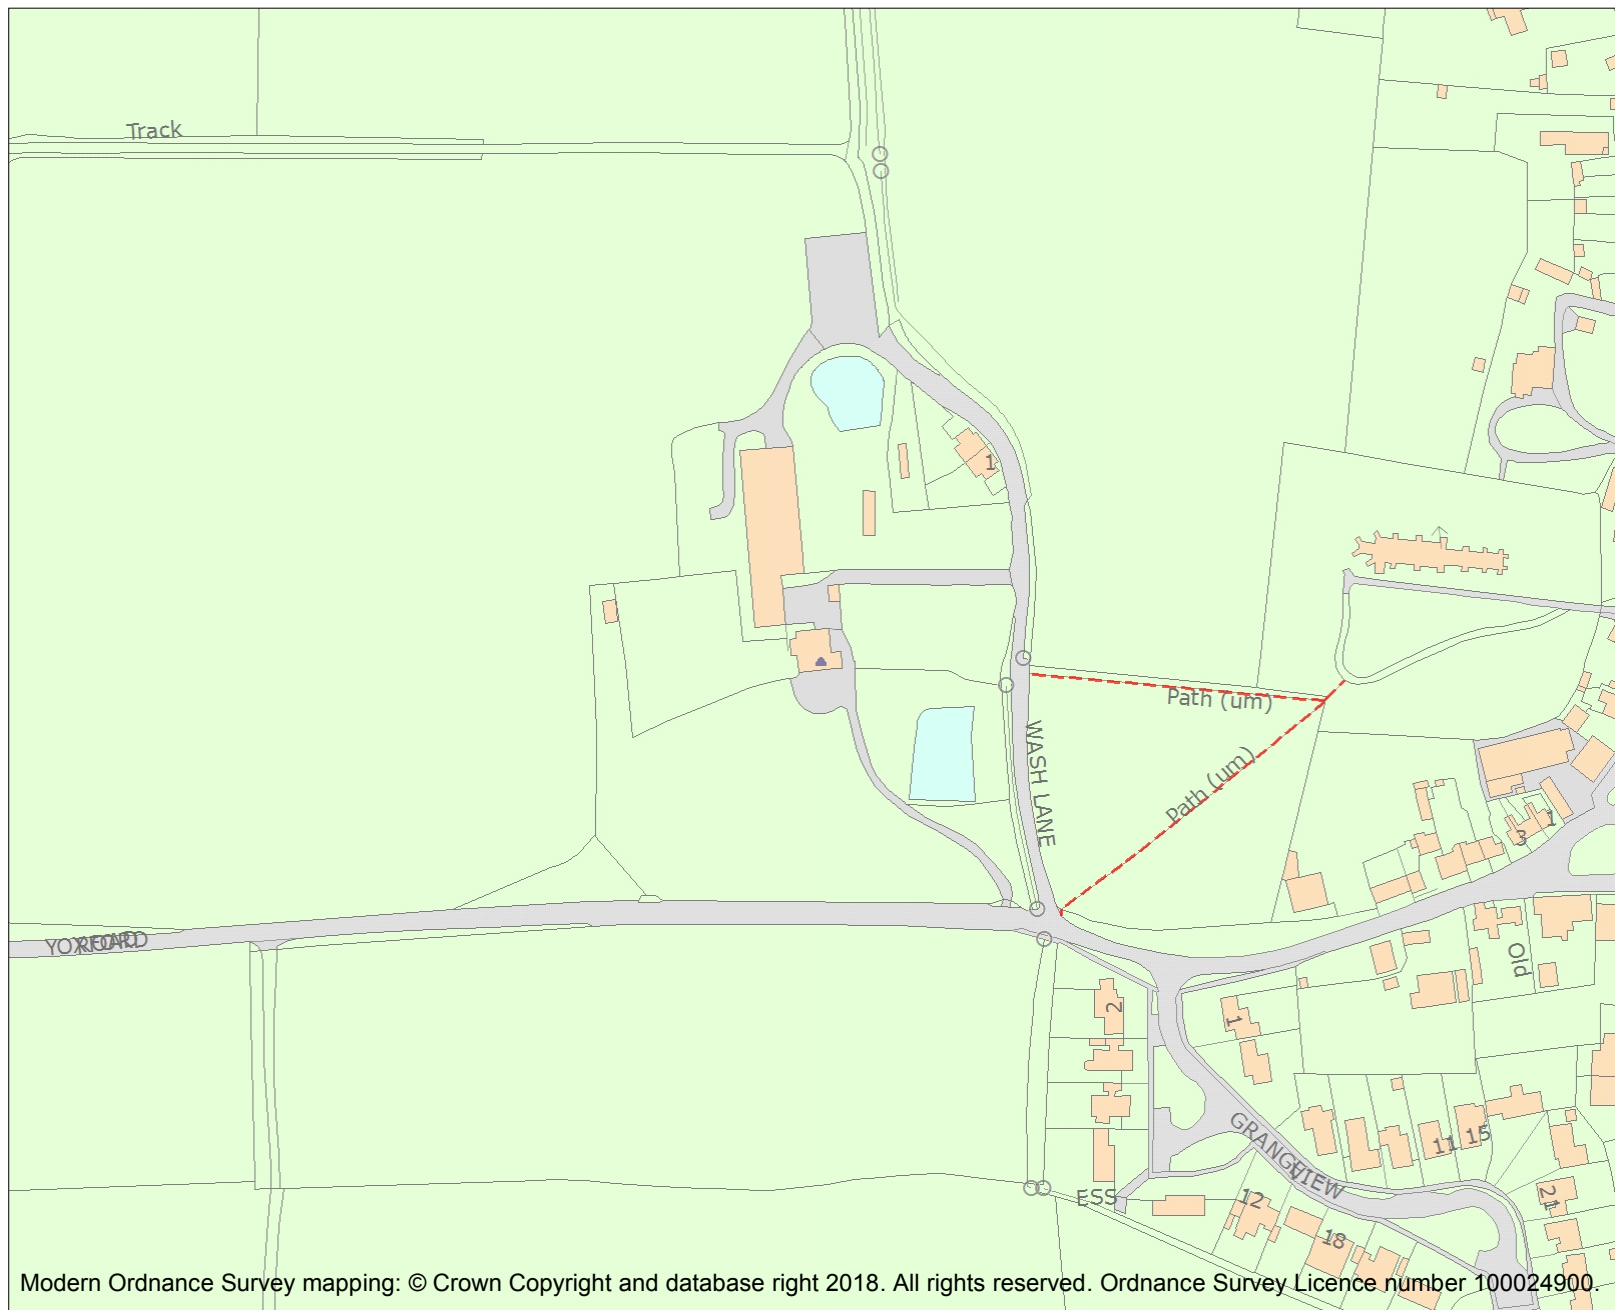 Track
1
Path (um)
WASH LANE
Path (um)
1
3
YOXFORD ROAD
Old
2
1
GRANGE VIEW
11
15
ESS
12
21
18
Modern Ordnance Survey mapping: © Crown Copyright and database right 2018. All rights reserved. Ordnance Survey Licence number 100024900.